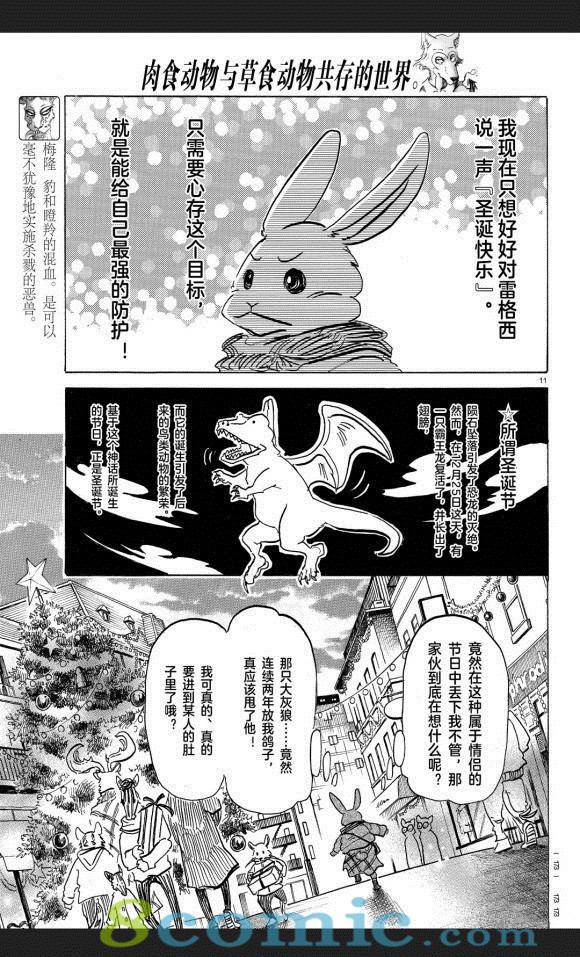 肉食动物与草食动物共存的世界
梅隆 豹和瞪羚的混血。是可以
毫不犹豫地实施杀戮的恶兽。
我现在只想好好对雷格西
说一声『圣诞快乐』。
只需要心存这个目标，
就是能给自己最强的防护！
11
☆所谓圣诞节
陨石坠落引发了恐龙的灭绝。
然而，在12月25日这天，有
一只霸王龙复活了，并长出了
翅膀。
而它的诞生引发了后
来的鸟类动物的繁荣。
基于这个神话所诞生
的节日，正是圣诞节。
竟然在这种属于情侣的
节日中丢下我不管，那
家伙到底在想什么呢？
那只大灰狼……竟然
连续两年放我鸽子，
真应该甩了他！
我可真的、真的
要进到某人的肚
子里了哦？
8comic.com